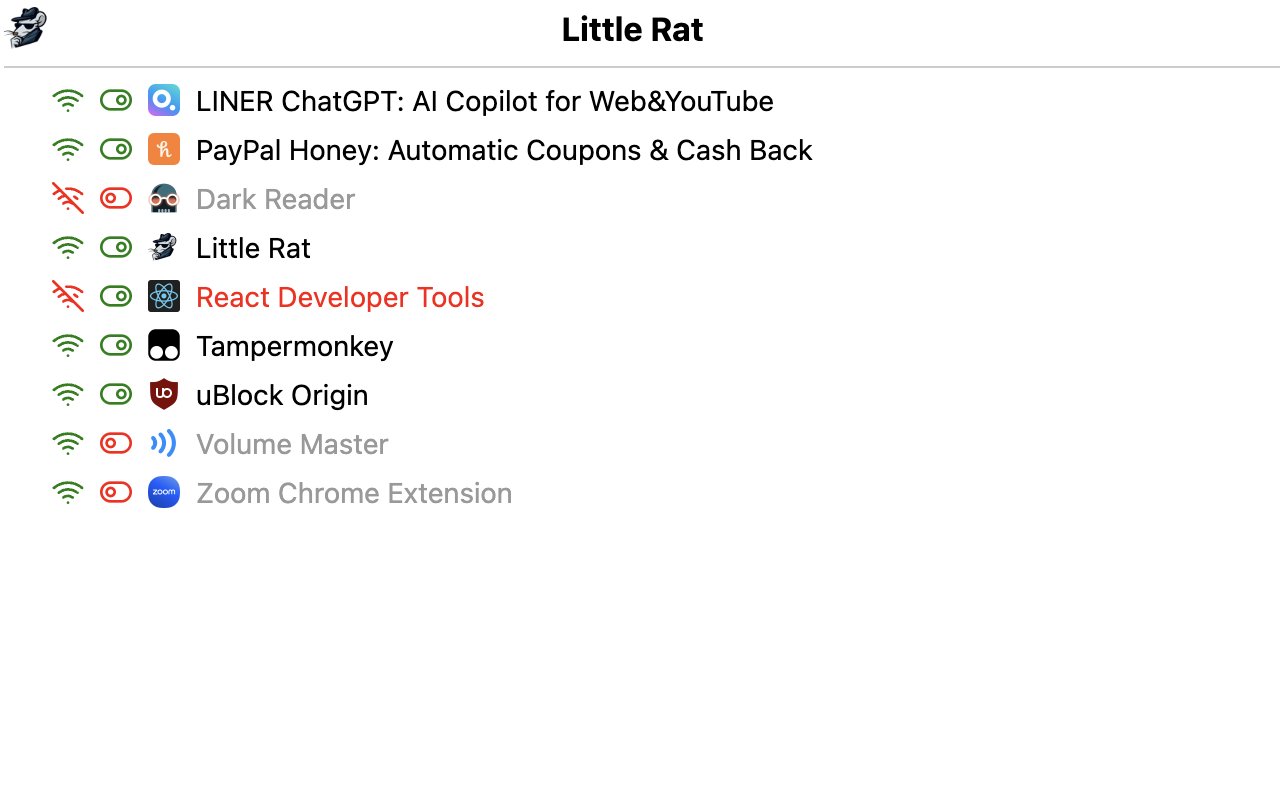 Little Rat
LINER ChatGPT: AI Copilot for Web&YouTube
PayPal Honey: Automatic Coupons & Cash Back
Dark Reader
Little Rat
React Developer Tools
Tampermonkey
uBlock Origin
Volume Master
zoom Zoom Chrome Extension